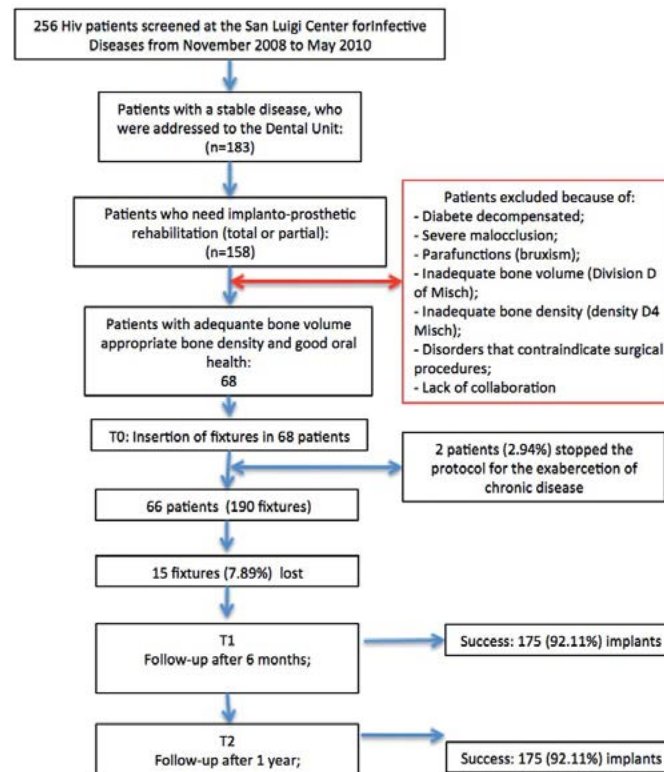 256 Hiv patients screened at the San Luigi Center forInfective
Diseases from November 2008 to May 2010
Patients with a stable disease, who
were addressed to the Dental Unit:
(n=183)
Patients who need implanto-prosthetic
rehabilitation (total or partial):
(n=158)
Patients excluded because of:
- Diabete decompensated;
- Severe malocclusion;
- Parafunctions (bruxism);
- Inadequate bone volume (Division D
of Misch);
- Inadequate bone density (density D4
Misch);
- Disorders that contraindicate surgical
procedures;
- Lack of collaboration
Patients with adequante bone volume
appropriate bone density and good oral
health:
68
T0: Insertion of fixtures in 68 patients
2 patients (2.94%) stopped the
protocol for the exabercetion of
chronic disease
66 patients (190 fixtures)
15 fixtures (7.89%) lost
T1
Follow-up after 6 months;
Success: 175 (92.11%) implants
T2
Follow-up after 1 year;
Success: 175 (92.11%) implants